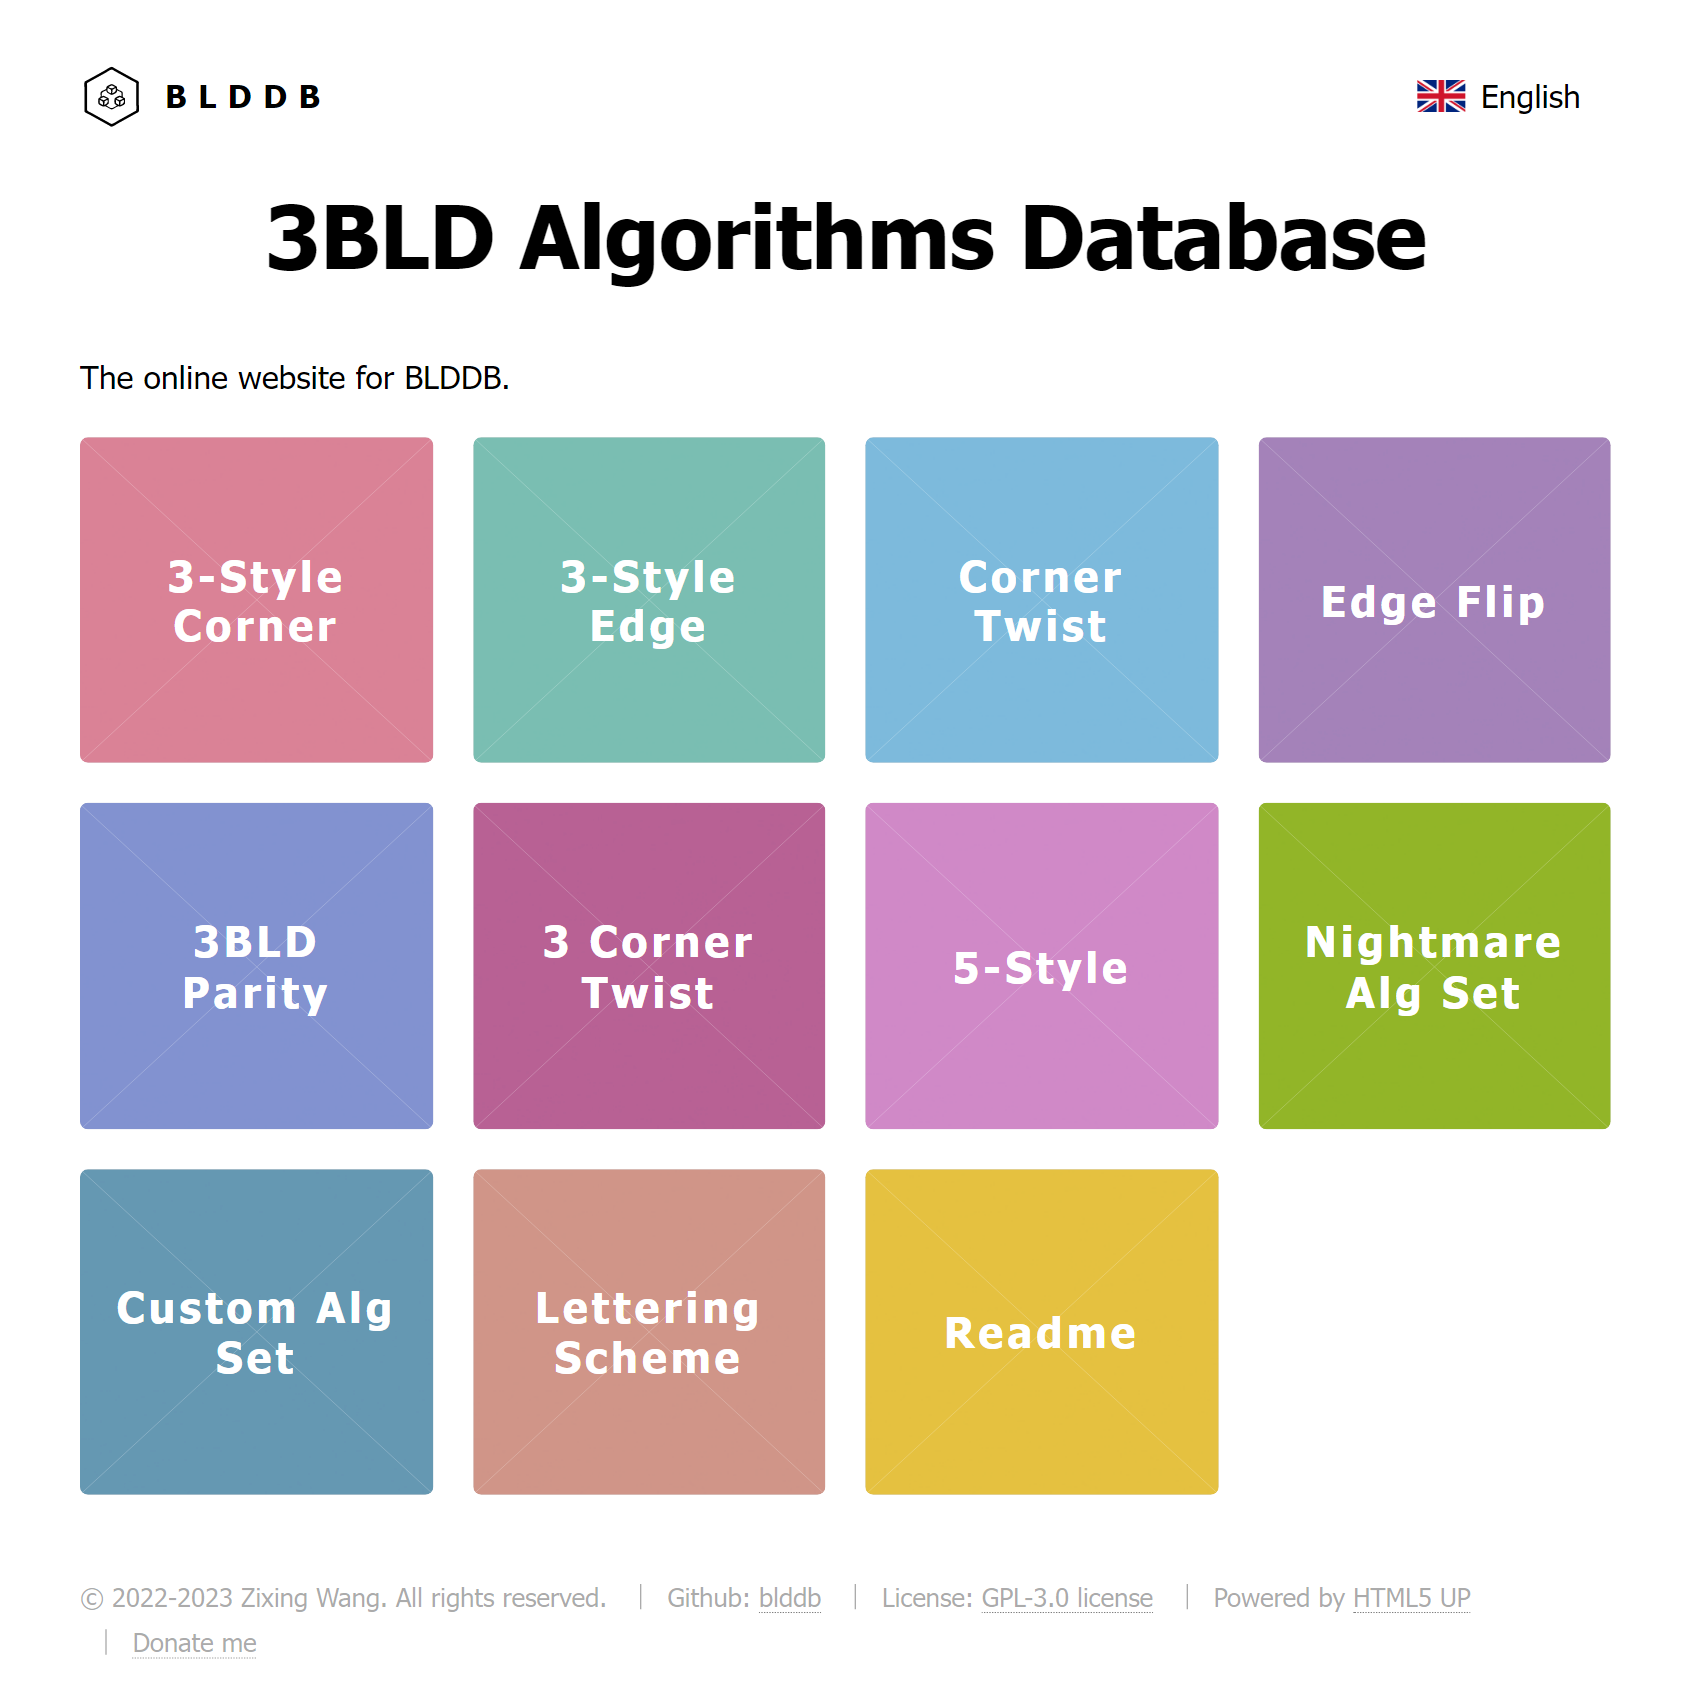 BLDDB
English
3BLD Algorithms Database
The online website for BLDDB.
3-Style
Corner
3-Style
Edge
Corner
Twist
Edge Flip
3BLD
Parity
3 Corner
Twist
5-Style
Nightmare
Alg Set
Custom Alg
Set
Lettering
Scheme
Readme
© 2022-2023 Zixing Wang. All rights reserved. | Github: blddb | License: GPL-3.0 license | Powered by HTML5 UP
| Donate me